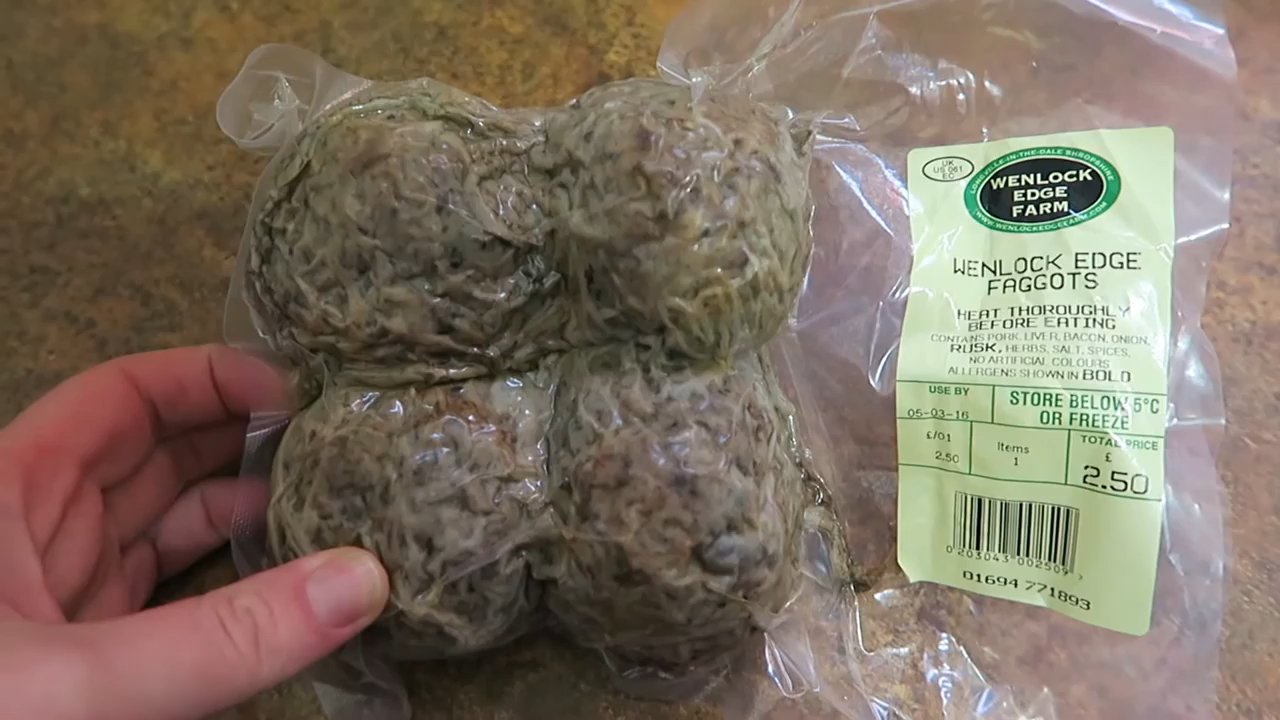 UK
US 061
EC
LONGVILLE-IN-THE-DALE SHROPSHIRE
WENLOCK
EDGE
FARM
WWW.WENLOCKEDGEFARM.COM
WENLOCK EDGE
FAGGOTS
HEAT THOROUGHLY
BEFORE EATING
CONTAINS PORK, LIVER, BACON, ONION,
RUSK, HERBS, SALT, SPICES,
NO ARTIFICIAL COLOURS
ALLERGENS SHOWN IN BOLD
USE BY
05-03-16
STORE BELOW 5°C
OR FREEZE
£/01
2.50
Items
1
TOTAL PRICE
£
2.50
0 203043 002509 >
01694 771893